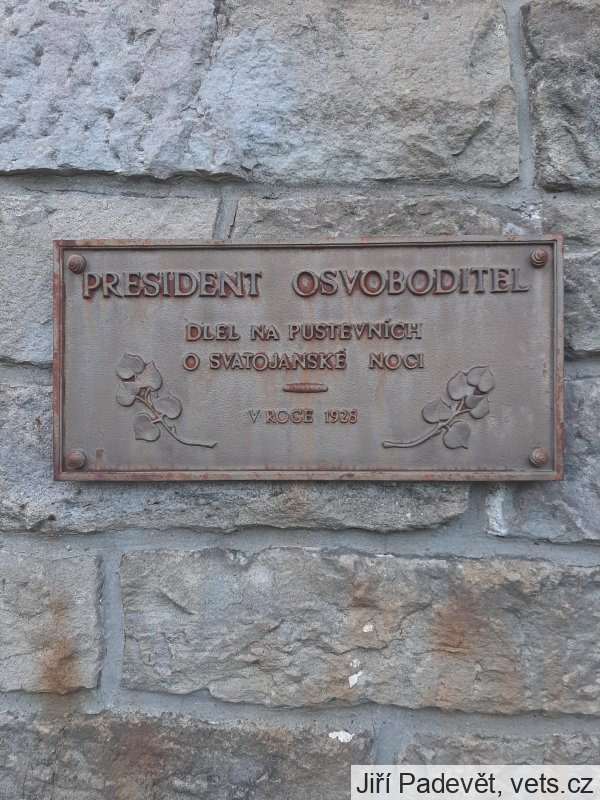 PRESIDENT OSVOBODITEL
DLEL NA PUSTEVNÍCH
O SVATOJANSKÉ NOCI
V ROCE 1928
Jiří Padevět, vets.cz